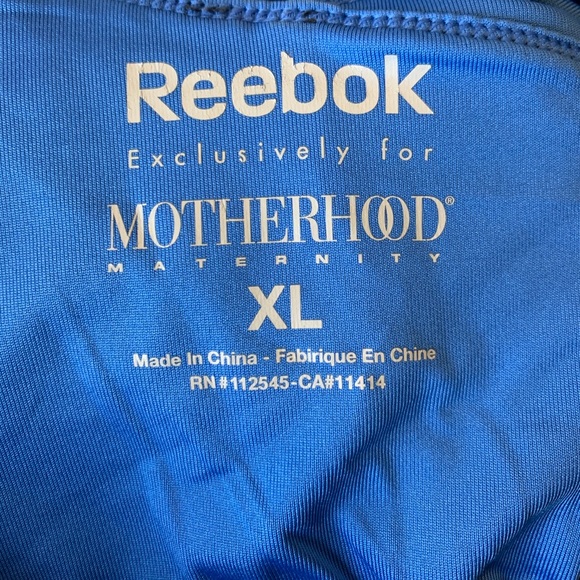 Reebok
Exclusively for
MOTHERHOOD®
MATERNITY
XL
Made In China - Fabirique En Chine
RN#112545-CA#11414